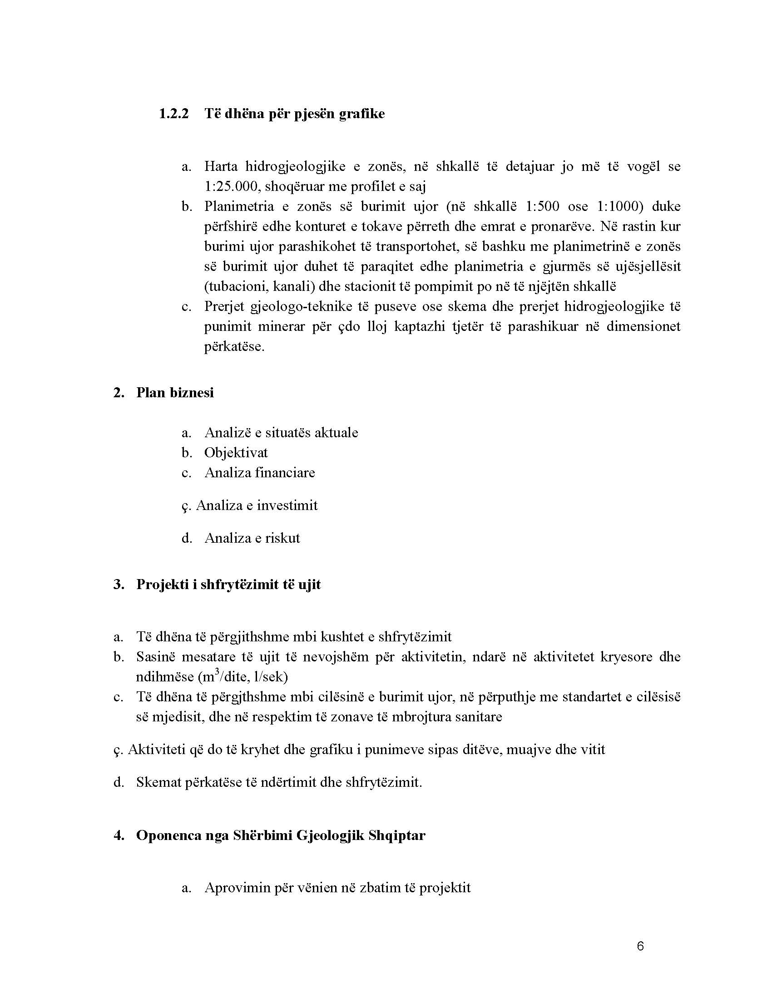 1.2.2 Të dhëna për pjesën grafike
a. Harta hidrogjeologjike e zonës, në shkallë të detajuar jo më të vogël se
1:25.000, shoqëruar me profilet e saj
b. Planimetria e zonës së burimit ujor (në shkallë 1:500 ose 1:1000) duke
përfshirë edhe konturet e tokave përreth dhe emrat e pronarëve. Në rastin kur
burimi ujor parashikohet të transportohet, së bashku me planimetrinë e zonës
së burimit ujor duhet të paraqitet edhe planimetria e gjurmës së ujësjellësit
(tubacioni, kanali) dhe stacionit të pompimit po në të njëjtën shkallë
c. Prerjet gjeologo-teknike të puseve ose skema dhe prerjet hidrogjeologjike të
punimit minerar për çdo lloj kaptazhi tjetër të parashikuar në dimensionet
përkatëse.
2. Plan biznesi
a. Analizë e situatës aktuale
b. Objektivat
c. Analiza financiare
ç. Analiza e investimit
d. Analiza e riskut
3. Projekti i shfrytëzimit të ujit
a. Të dhëna të përgjithshme mbi kushtet e shfrytëzimit
b. Sasinë mesatare të ujit të nevojshëm për aktivitetin, ndarë në aktivitetet kryesore dhe
ndihmëse (m³/dite, l/sek)
c. Të dhëna të përgjthshme mbi cilësinë e burimit ujor, në përputhje me standartet e cilësisë
së mjedisit, dhe në respektim të zonave të mbrojtura sanitare
ç. Aktiviteti që do të kryhet dhe grafiku i punimeve sipas ditëve, muajve dhe vitit
d. Skemat përkatëse të ndërtimit dhe shfrytëzimit.
4. Oponenca nga Shërbimi Gjeologjik Shqiptar
a. Aprovimin për vënien në zbatim të projektit
6